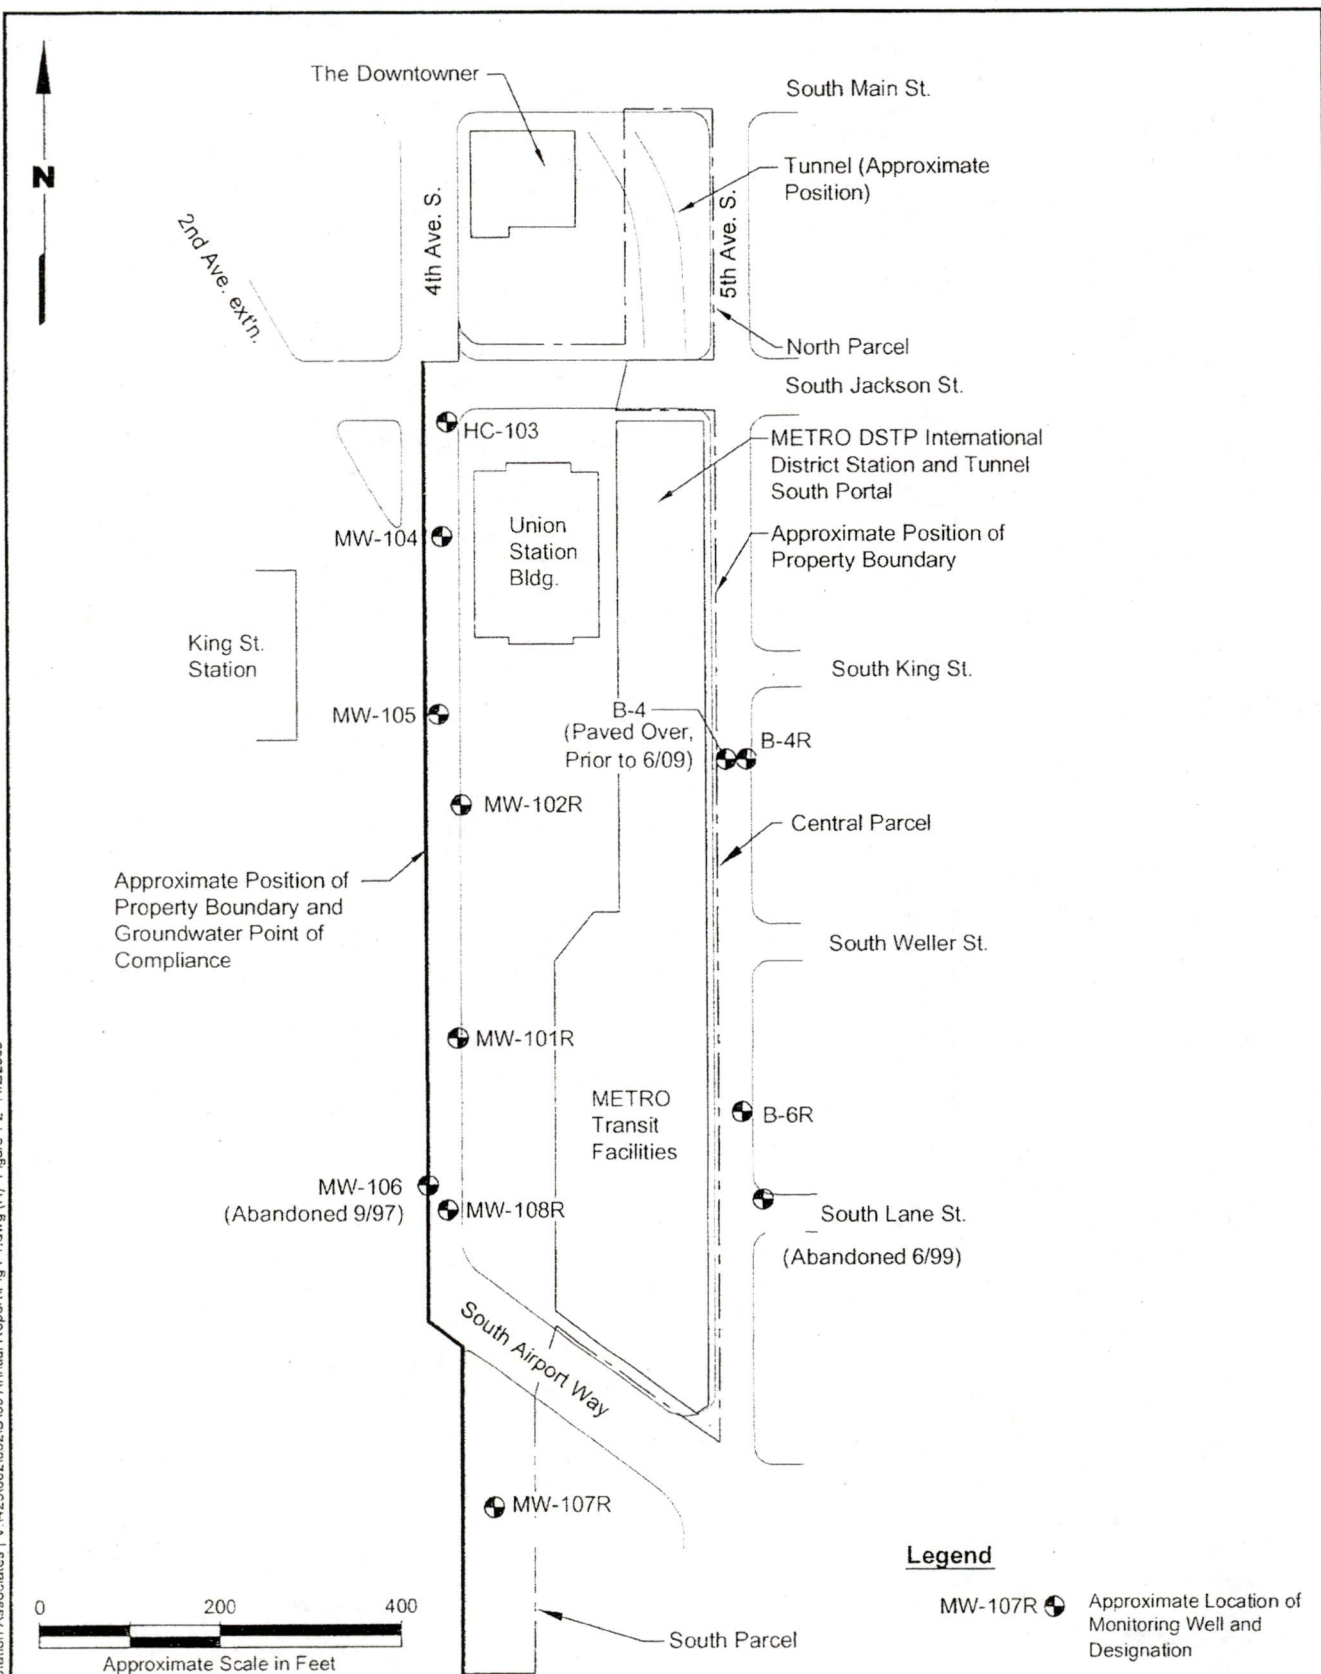 The Downtowner
South Main St.
N
Tunnel (Approximate
Position)
2nd Ave. ext'n.
4th Ave. S.
5th Ave. S.
North Parcel
South Jackson St.
HC-103
METRO DSTP International
District Station and Tunnel
South Portal
MW-104
Union
Station
Bldg.
Approximate Position of
Property Boundary
King St.
Station
South King St.
MW-105
B-4
(Paved Over,
Prior to 6/09)
B-4R
MW-102R
Central Parcel
Approximate Position of
Property Boundary and
Groundwater Point of
Compliance
South Weller St.
MW-101R
METRO
Transit
Facilities
B-6R
MW-106
(Abandoned 9/97)
MW-108R
South Lane St.
(Abandoned 6/99)
South Airport Way
MW-107R
Legend
MW-107R
Approximate Location of
Monitoring Well and
Designation
0 200 400
Approximate Scale in Feet
South Parcel